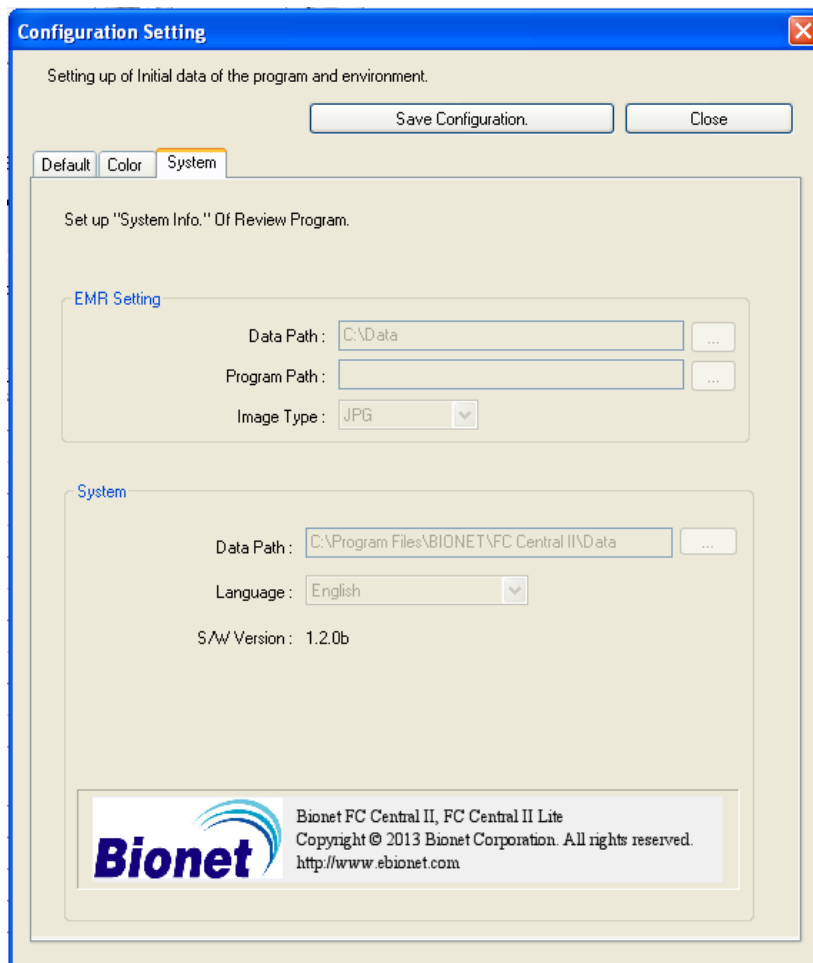 Configuration Setting
Setting up of Initial data of the program and environment.
Save Configuration. Close
Default Color System
Set up "System Info." Of Review Program.
EMR Setting
Data Path : C:\Data ...
Program Path : ...
Image Type : JPG
System
Data Path : C:\Program Files\BIONET\FC Central II\Data ...
Language : English
S/W Version : 1.2.0b
Bionet
Bionet FC Central II, FC Central II Lite
Copyright © 2013 Bionet Corporation. All rights reserved.
http://www.ebionet.com